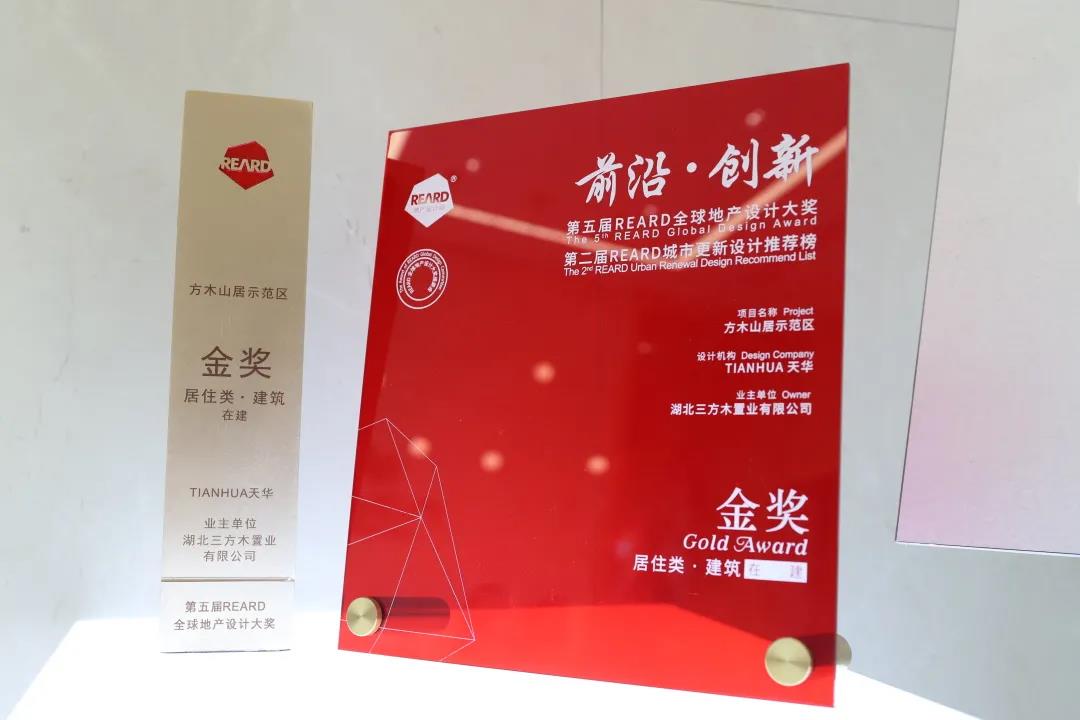 REARD
方木山居示范区
金奖
居住类·建筑
在建
TIANHUA天华
业主单位
湖北三方木置业
有限公司
第五届REARD
全球地产设计大奖
REARD
®
前沿·创新
第五届REARD全球地产设计大奖
The 5th REARD Global Design Award
第二届REARD城市更新设计推荐榜
The 2nd REARD Urban Renewal Design Recommend List
项目名称 Project
方木山居示范区
设计机构 Design Company
TIANHUA 天华
业主单位 Owner
湖北三方木置业有限公司
金奖
Gold Award
居住类·建筑 在 建